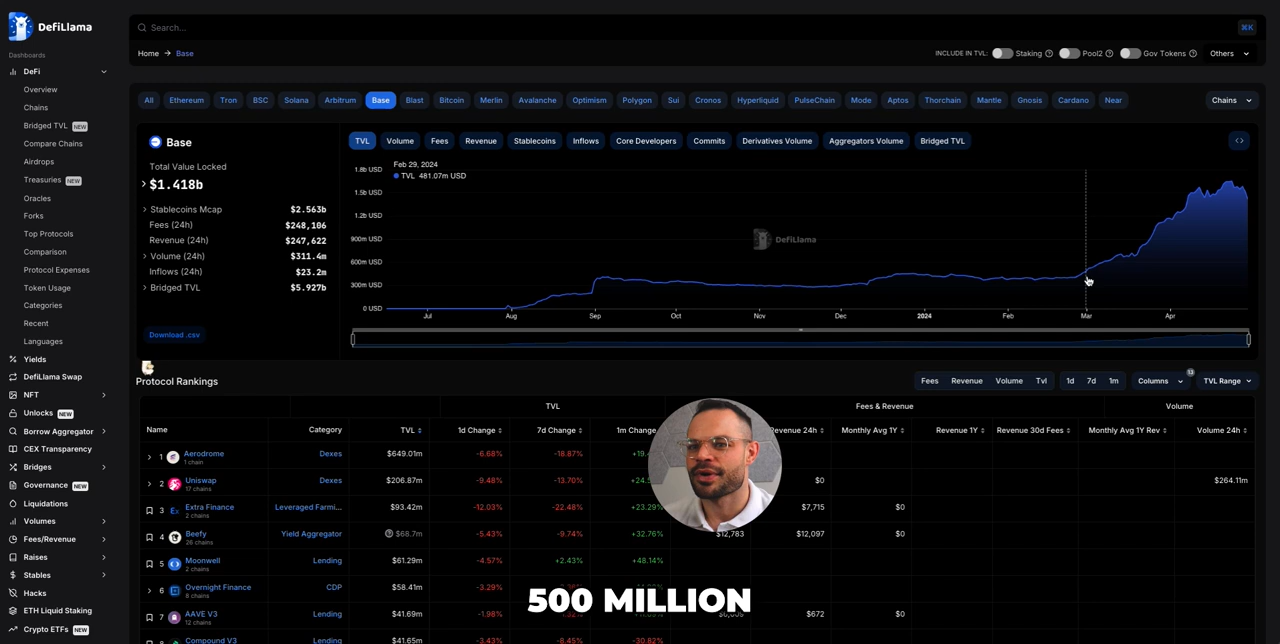 DefiLlama
Search...
⌘K
Dashboards
DeFi
Overview
Chains
Bridged TVL NEW
Compare Chains
Airdrops
Treasuries NEW
Oracles
Forks
Top Protocols
Comparison
Protocol Expenses
Token Usage
Categories
Recent
Languages
Yields
DefiLlama Swap
NFT
Unlocks NEW
Borrow Aggregator
CEX Transparency
Bridges
Governance NEW
Liquidations
Volumes
Fees/Revenue
Raises
Stables
Hacks
ETH Liquid Staking
Crypto ETFs NEW
Home → Base
INCLUDE IN TVL: Staking Pool2 Gov Tokens Others
All Ethereum Tron BSC Solana Arbitrum Base Blast Bitcoin Merlin Avalanche Optimism Polygon Sui Cronos Hyperliquid PulseChain Mode Aptos Thorchain Mantle Gnosis Cardano Near Chains
Base
Total Value Locked
$1.418b
Stablecoins Mcap $2.563b
Fees (24h) $248,106
Revenue (24h) $247,622
Volume (24h) $311.4m
Inflows (24h) $23.2m
Bridged TVL $5.927b
Download .csv
TVL Volume Fees Revenue Stablecoins Inflows Core Developers Commits Derivatives Volume Aggregators Volume Bridged TVL
Feb 29, 2024
TVL 481.07m USD
1.8b USD
1.5b USD
1.2b USD
900m USD
600m USD
300m USD
0 USD
DefiLlama
Jul Aug Sep Oct Nov Dec 2024 Feb Mar Apr
Protocol Rankings
Fees Revenue Volume Tvl 1d 7d 1m Columns 13 TVL Range
TVL Fees & Revenue Volume
Name Category TVL 1d Change 7d Change 1m Change Revenue 24h Monthly Avg 1Y Revenue 1Y Revenue 30d Fees Monthly Avg 1Y Rev Volume 24h
1 Aerodrome Dexes $649.01m -6.68% -18.87%
1 chain
2 Uniswap Dexes $206.87m -9.48% -13.70% $0 $264.11m
17 chains
3 Extra Finance Leveraged Farmi... $93.42m -12.03% -22.48% +23.29% $7,715 $0
2 chains
4 Beefy Yield Aggregator $68.7m -5.43% -9.74% +32.76% $12,783 $12,097 $0
26 chains
5 Moonwell Lending $61.29m -4.57% +2.43% +48.14%
2 chains
6 Overnight Finance CDP $58.41m -3.29%
8 chains
7 AAVE V3 Lending $41.69m -1.98% $672 $0
12 chains
Compound V3 Lending $41.65m -3.43% -8.45% -30.82%
500 MILLION